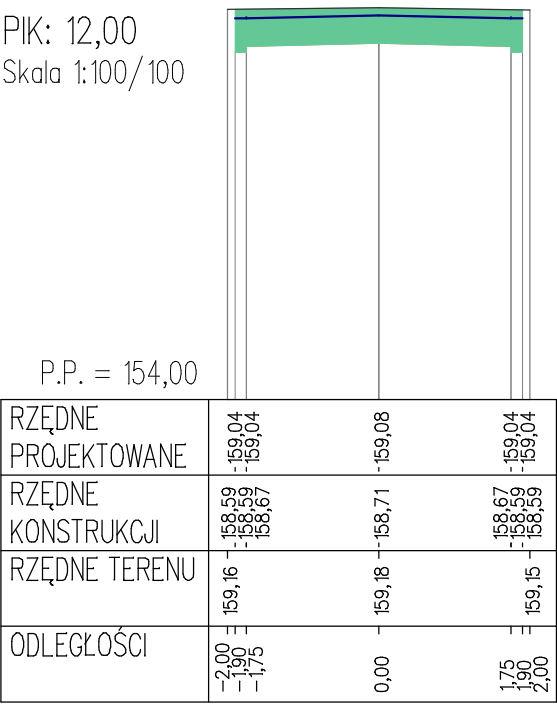 PIK: 12,00
Skala 1:100/100
P.P. = 154,00
RZĘDNE
PROJEKTOWANE
159,04
159,04
159,08
159,04
159,04
RZĘDNE
KONSTRUKCJI
158,59
158,59
158,67
158,71
158,67
158,59
158,59
RZĘDNE TERENU
159,16
159,18
159,15
ODLEGŁOŚCI
-2,00
-1,90
-1,75
0,00
1,75
1,90
2,00